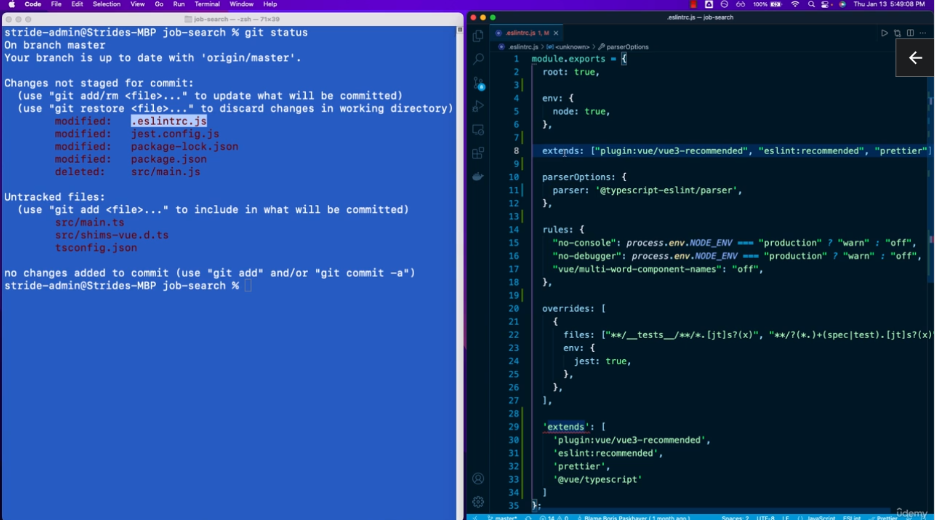 Code File Edit Selection View Go Run Terminal Window Help
100% Thu Jan 13 5:49:08 PM
job-search — -zsh — 71×39
.eslintrc.js — job-search
stride-admin@Strides-MBP job-search % git status
On branch master
Your branch is up to date with 'origin/master'.
Changes not staged for commit:
(use "git add/rm <file>..." to update what will be committed)
(use "git restore <file>..." to discard changes in working directory)
modified: .eslintrc.js
modified: jest.config.js
modified: package-lock.json
modified: package.json
deleted: src/main.js
Untracked files:
(use "git add <file>..." to include in what will be committed)
src/main.ts
src/shims-vue.d.ts
tsconfig.json
no changes added to commit (use "git add" and/or "git commit -a")
stride-admin@Strides-MBP job-search %
.eslintrc.js 1, M
.eslintrc.js > <unknown> > parserOptions
1 module.exports = {
2 root: true,
3
4 env: {
5 node: true,
6 },
7
8 extends: ["plugin:vue/vue3-recommended", "eslint:recommended", "prettier"]
9
10 parserOptions: {
11 parser: '@typescript-eslint/parser',
12 },
13
14 rules: {
15 "no-console": process.env.NODE_ENV === "production" ? "warn" : "off",
16 "no-debugger": process.env.NODE_ENV === "production" ? "warn" : "off",
17 "vue/multi-word-component-names": "off",
18 },
19
20 overrides: [
21 {
22 files: ["**/__tests__/**/*.[jt]s?(x)", "**/?(*.)+(spec|test).[jt]s?(x)"
23 env: {
24 jest: true,
25 },
26 },
27 ],
28
29 'extends': [
30 'plugin:vue/vue3-recommended',
31 'eslint:recommended',
32 'prettier',
33 '@vue/typescript'
34 ]
35 };
master* 14 0 Blame Boris Paskhaver (1 month ago) Spaces: 2 UTF-8 LF JavaScript ESLint Prettier
udemy